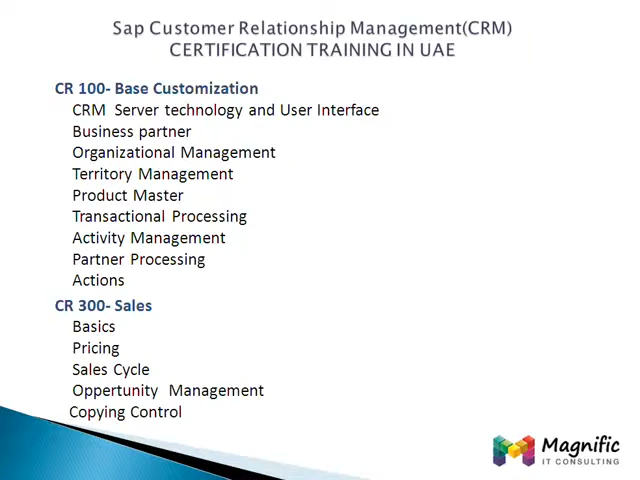 Sap Customer Relationship Management(CRM)
CERTIFICATION TRAINING IN UAE
CR 100- Base Customization
CRM Server technology and User Interface
Business partner
Organizational Management
Territory Management
Product Master
Transactional Processing
Activity Management
Partner Processing
Actions
CR 300- Sales
Basics
Pricing
Sales Cycle
Oppertunity Management
Copying Control
Magnific
IT CONSULTING